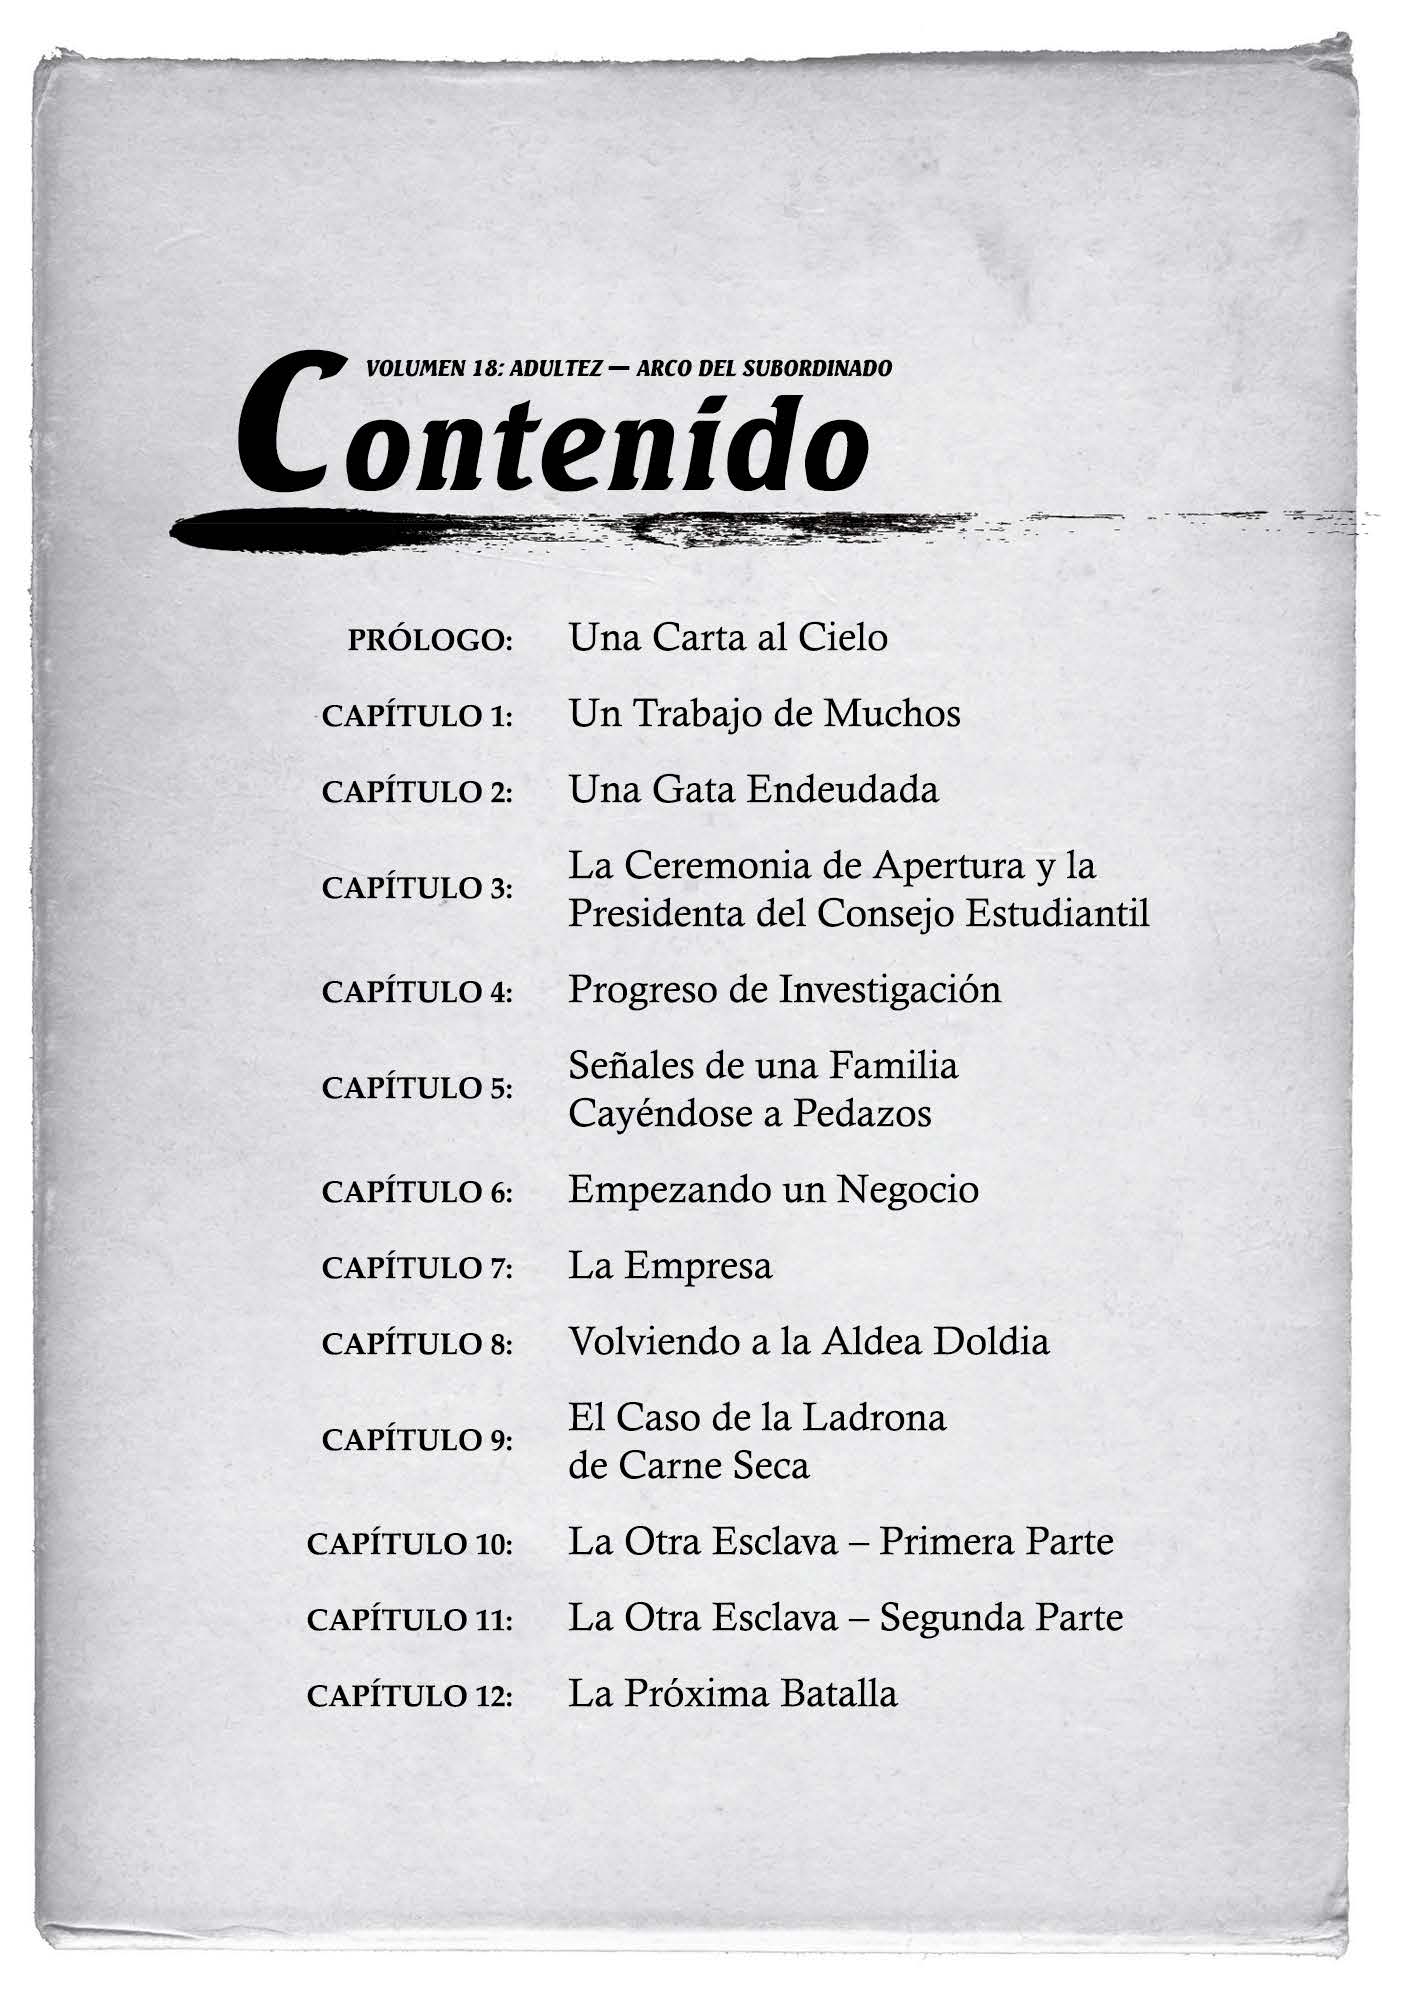 VOLUMEN 18: ADULTEZ — ARCO DEL SUBORDINADO
Contenido
PRÓLOGO: Una Carta al Cielo
CAPÍTULO 1: Un Trabajo de Muchos
CAPÍTULO 2: Una Gata Endeudada
CAPÍTULO 3: La Ceremonia de Apertura y la
Presidenta del Consejo Estudiantil
CAPÍTULO 4: Progreso de Investigación
CAPÍTULO 5: Señales de una Familia
Cayéndose a Pedazos
CAPÍTULO 6: Empezando un Negocio
CAPÍTULO 7: La Empresa
CAPÍTULO 8: Volviendo a la Aldea Doldia
CAPÍTULO 9: El Caso de la Ladrona
de Carne Seca
CAPÍTULO 10: La Otra Esclava – Primera Parte
CAPÍTULO 11: La Otra Esclava – Segunda Parte
CAPÍTULO 12: La Próxima Batalla